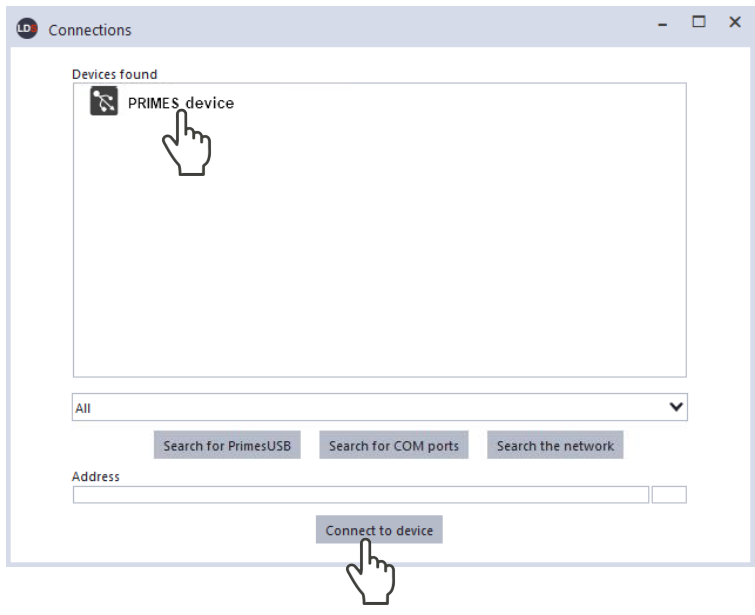 LDS Connections
Devices found
PRIMES device
All
Search for PrimesUSB Search for COM ports Search the network
Address
Connect to device